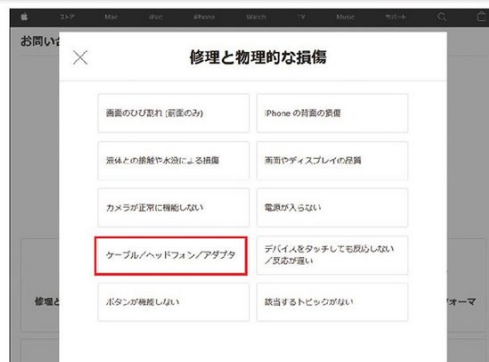 ストア Mac iPad iPhone Watch TV Music サポート
お問い
修理と物理的な損傷
画面のひび割れ (前面のみ)
iPhone の背面の損傷
液体との接触や水没による損傷
画面やディスプレイの品質
カメラが正常に機能しない
電源が入らない
ケーブル/ヘッドフォン/アダプタ
デバイスをタッチしても反応しない
/反応が遅い
ボタンが機能しない
該当するトピックがない
修理と
フォーマ